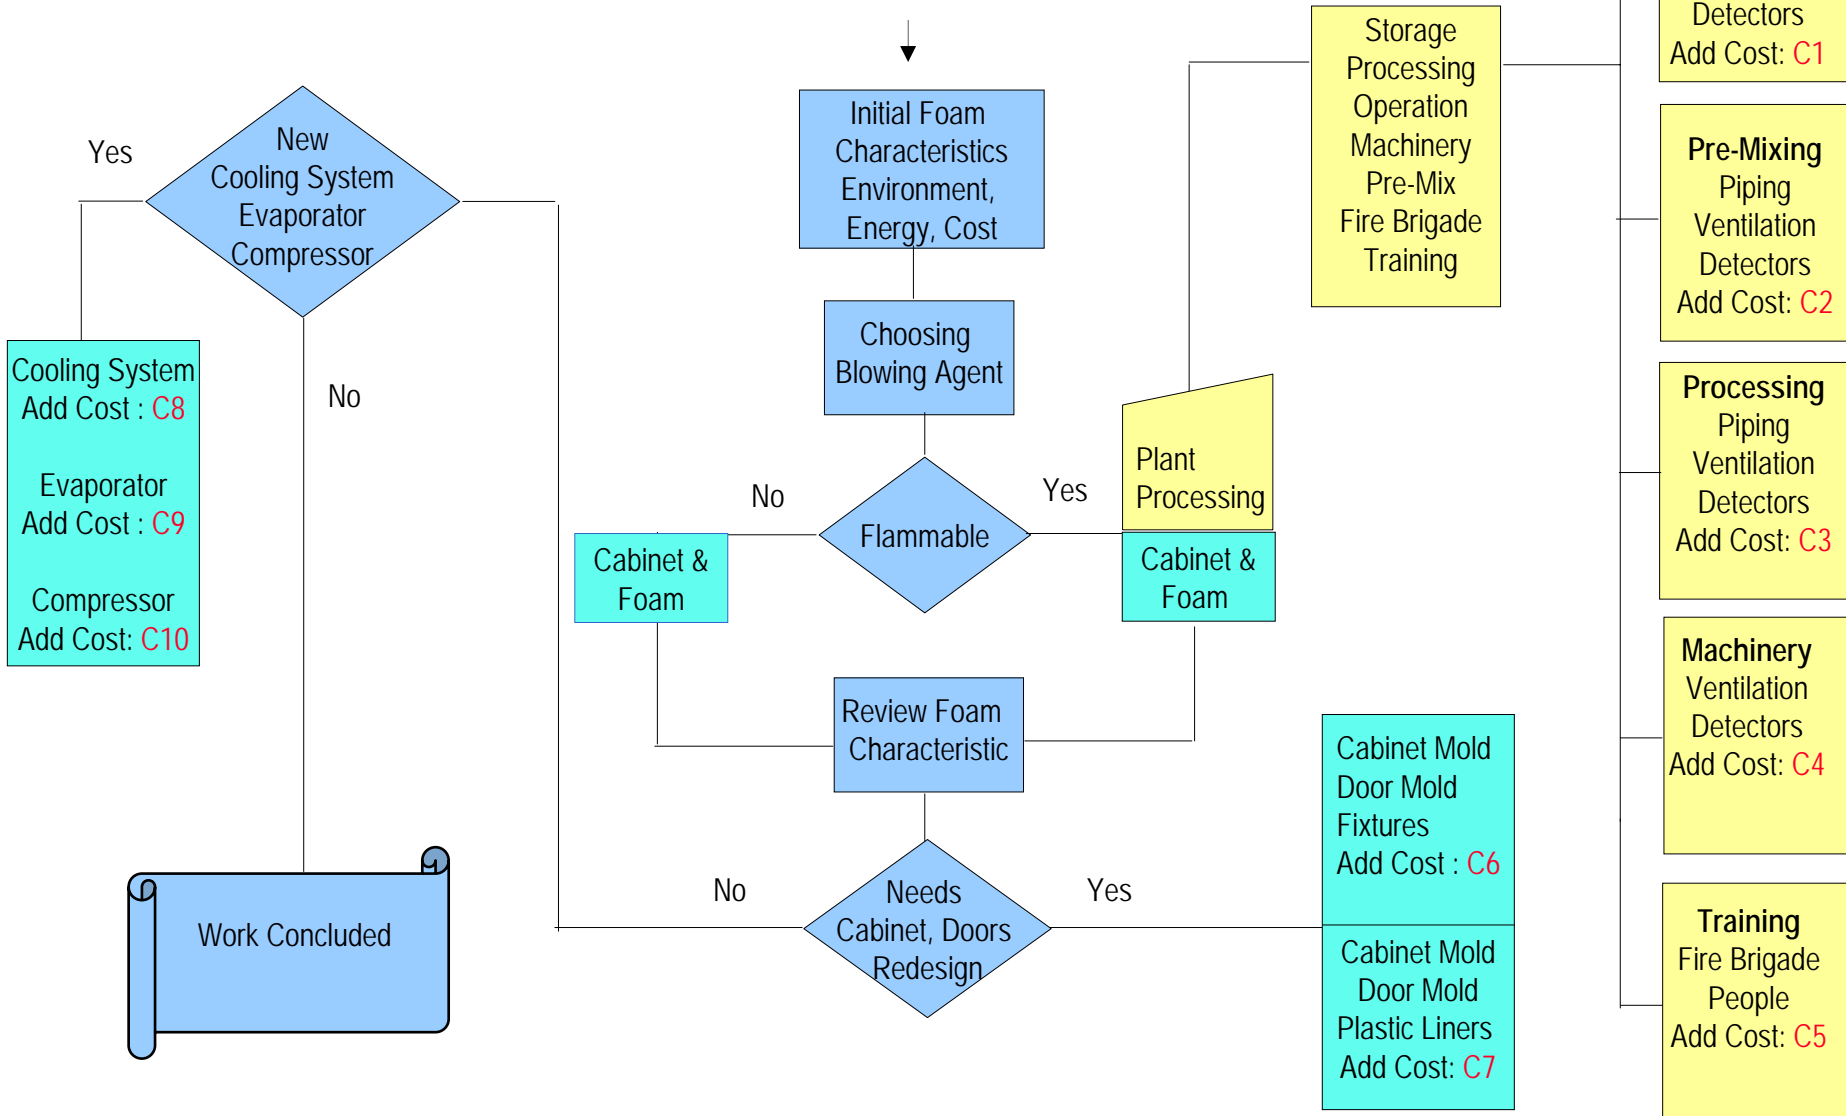 Yes
New
Cooling System
Evaporator
Compressor
Cooling System
Add Cost : C8
Evaporator
Add Cost : C9
Compressor
Add Cost: C10
No
Work Concluded
Initial Foam
Characteristics
Environment,
Energy, Cost
Choosing
Blowing Agent
No
Flammable
Yes
Cabinet &
Foam
Plant
Processing
Cabinet &
Foam
Review Foam
Characteristic
No
Needs
Cabinet, Doors
Redesign
Yes
Storage
Processing
Operation
Machinery
Pre-Mix
Fire Brigade
Training
Cabinet Mold
Door Mold
Fixtures
Add Cost : C6
Cabinet Mold
Door Mold
Plastic Liners
Add Cost: C7
Detectors
Add Cost: C1
Pre-Mixing
Piping
Ventilation
Detectors
Add Cost: C2
Processing
Piping
Ventilation
Detectors
Add Cost: C3
Machinery
Ventilation
Detectors
Add Cost: C4
Training
Fire Brigade
People
Add Cost: C5